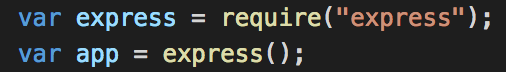 var express = require("express");
var app = express();